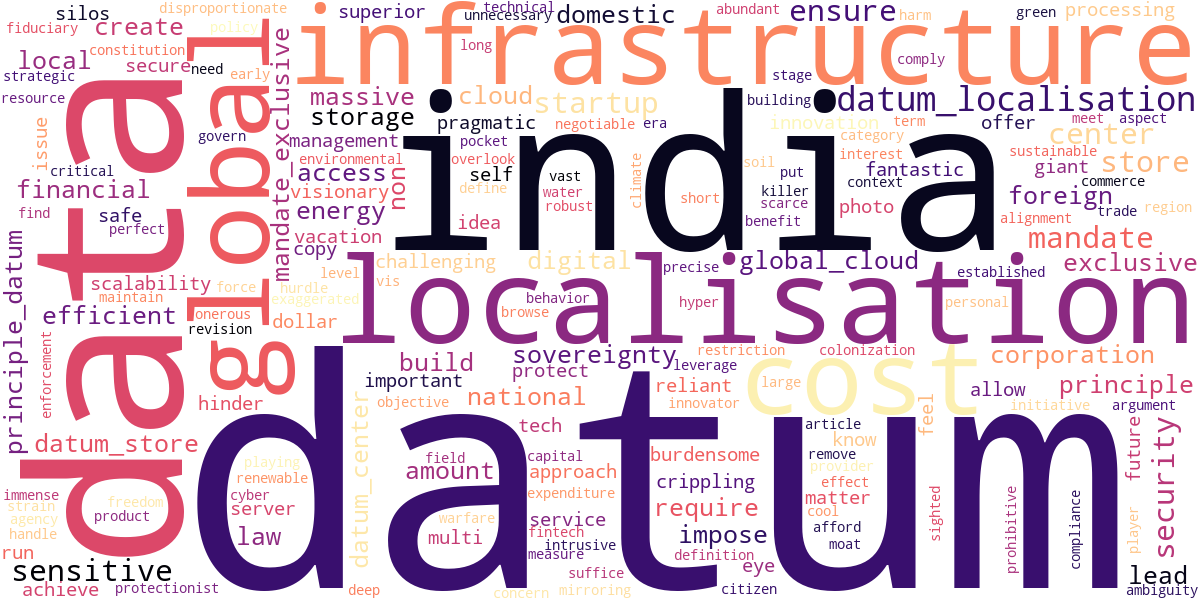 silos
fiduciary
create
constitution
strategic
local
secure
need
resource
disproportionate
policy
early
issue
govern
critical
financial
find
safe
perfect
data
global
infrastructure
superior
technical
unnecessary
domestic
abundant
ensure
harm
green
processing
long
comply
stage
mandate_exclusive
massive
cloud
startup
building
datum_localisation
storage
pragmatic
negotiable
era
innovation
term
offer
meet
aspect
center
management
pocket
category
environmental
overlook
interest
sustainable
access
self
vast
climate
soil
put
fantastic
giant
store
visionary
non
define
water
killer
context
commerce
energy
robust
short
scarce
photo
foreign
trade
region
idea
benefit
alignment
vacation
india
mandate
copy
challenging
digital
precise
global_cloud
exclusive
principle_datum
scalability
level
vis
established
maintain
force
hurdle
exaggerated
behavior
browse
hyper
personal
efficient
onerous
revision
dollar
localisation
enforcement
hinder
build
sovereignty
protect
restriction
leverage
colonization
corporation
important
reliant
large
cost
allow
principle
objective
national
innovator
feel
initiative
argument
datum_store
datum_center
tech
article
know
field
capital
burdensome
remove
future
security
amount
approach
provider
immense
playing
renewable
crippling
effect
strain
freedom
cyber
expenditure
matter
agency
product
server
require
cool
handle
law
warfare
service
afford
sighted
prohibitive
compliance
player
multi
fintech
impose
moat
run
intrusive
measure
definition
eye
sensitive
suffice
lead
achieve
protectionist
deep
concern
mirroring
citizen
ambiguity
datum